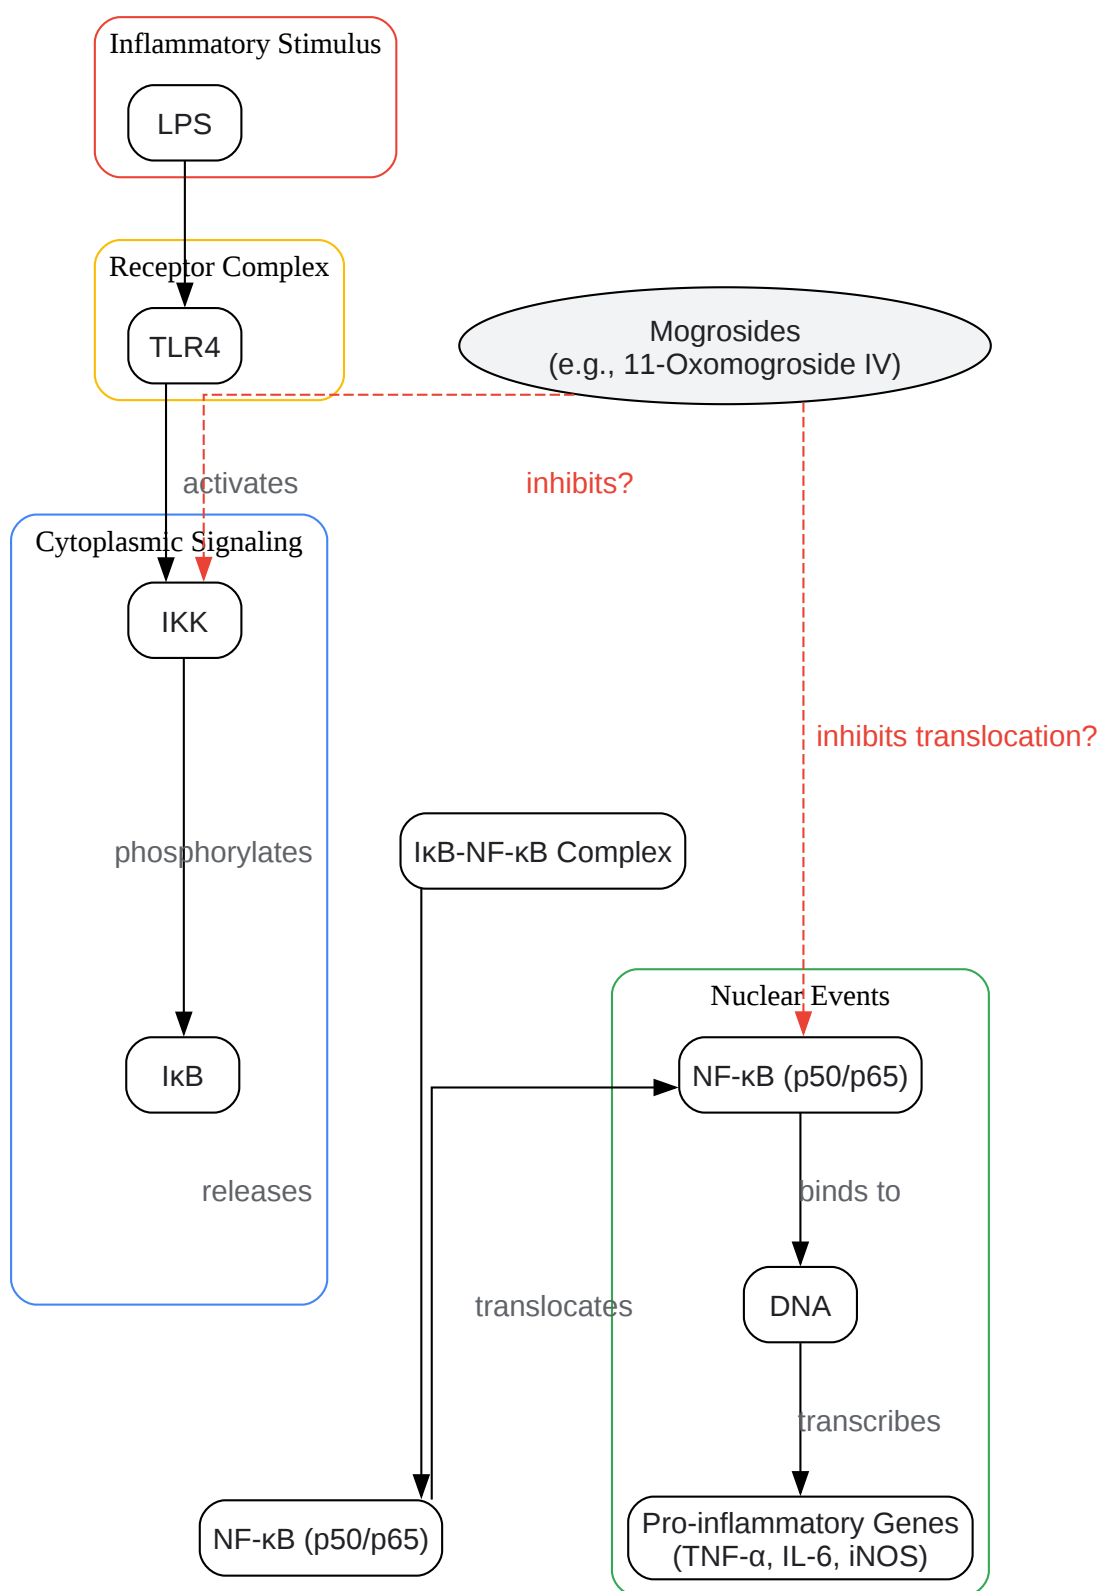 Inflammatory Stimulus
LPS
Receptor Complex
TLR4
Mogrosides
(e.g., 11-Oxomogroside IV)
activates
inhibits?
Cytoplasmic Signaling
IKK
inhibits translocation?
phosphorylates
IκB-NF-κB Complex
Nuclear Events
IκB
NF-κB (p50/p65)
releases
binds to
translocates
DNA
transcribes
NF-κB (p50/p65)
Pro-inflammatory Genes
(TNF-α, IL-6, iNOS)